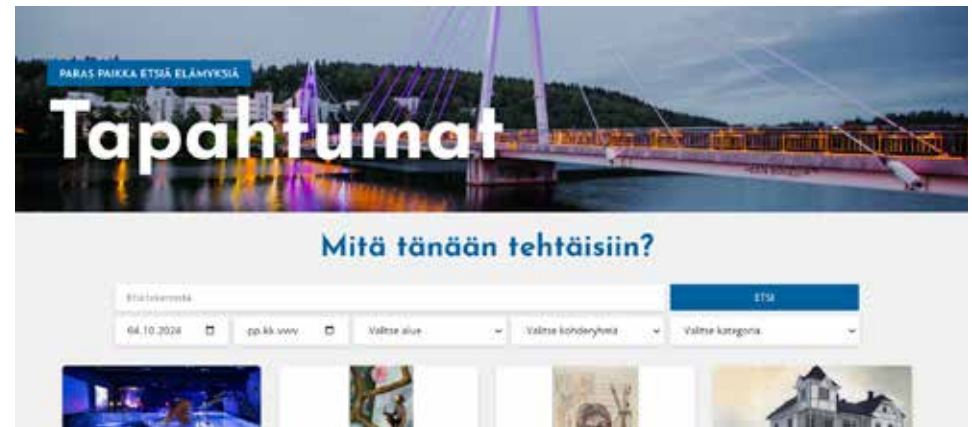 PARAS PAIKKA ETSIÄ ELÄMYKSIÄ
Tapahtumat
Mitä tänään tehtäisiin?
ETSI
04.10.2024 pp.kk.vvvv Valitse alue Valitse kohderyhmä Valitse kategoria